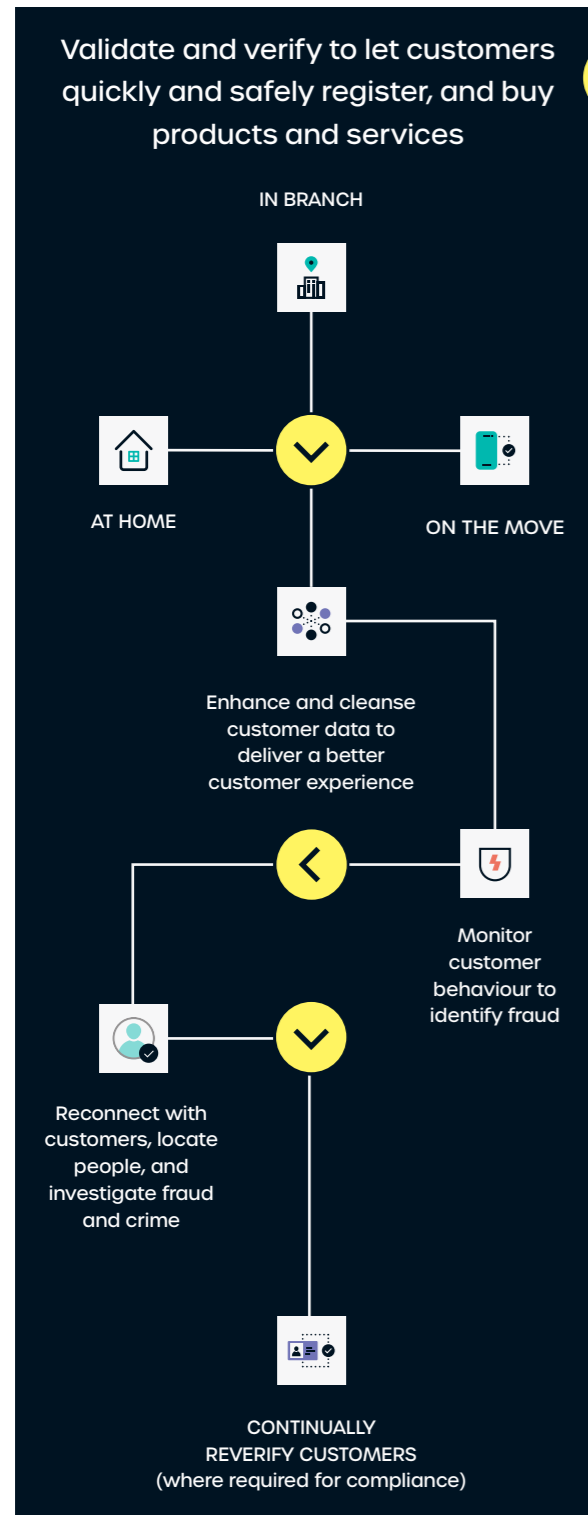 Validate and verify to let customers
quickly and safely register, and buy
products and services
IN BRANCH
AT HOME
ON THE MOVE
Enhance and cleanse
customer data to
deliver a better
customer experience
Monitor
customer
behaviour to
identify fraud
Reconnect with
customers, locate
people, and
investigate fraud
and crime
CONTINUALLY
REVERIFY CUSTOMERS
(where required for compliance)